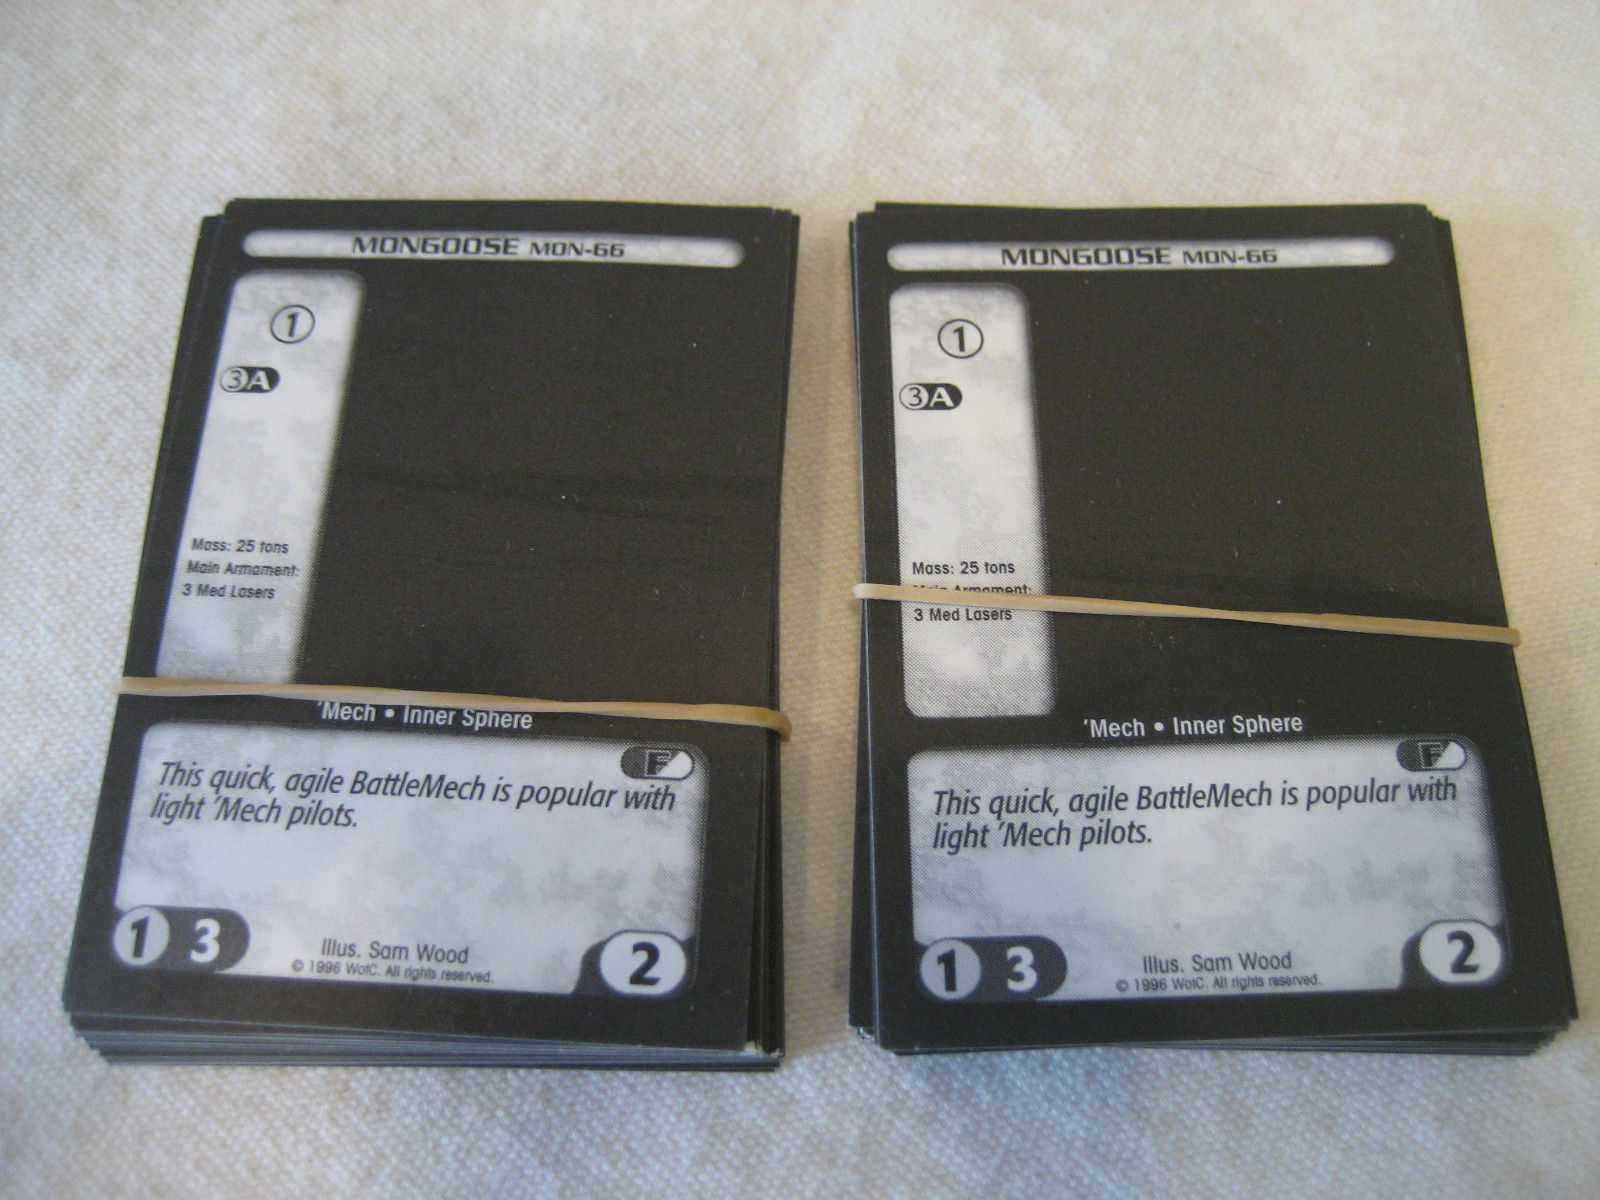 MONGOOSE MON-66
1
3A
Mass: 25 tons
Main Armament:
3 Med Lasers
'Mech • Inner Sphere
F
This quick, agile BattleMech is popular with
light 'Mech pilots.
1 3
Illus. Sam Wood
© 1996 WotC. All rights reserved.
2
MONGOOSE MON-66
1
3A
Mass: 25 tons
Main Armament:
3 Med Lasers
'Mech • Inner Sphere
F
This quick, agile BattleMech is popular with
light 'Mech pilots.
1 3
Illus. Sam Wood
© 1996 WotC. All rights reserved.
2